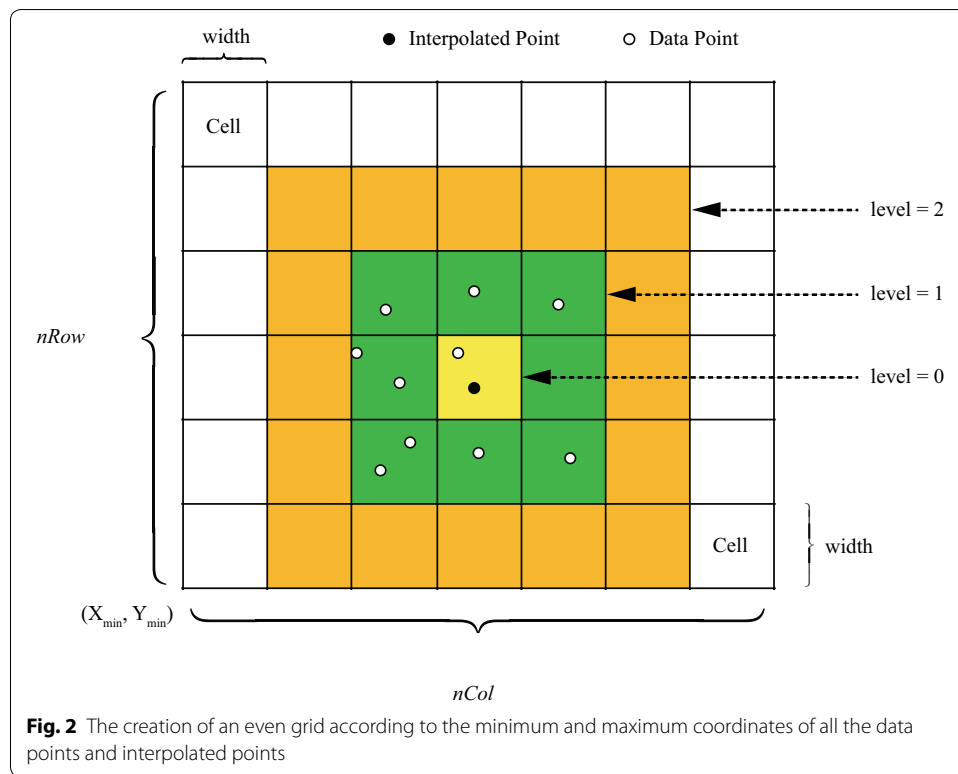 width
Interpolated Point
Data Point
Cell
level = 2
level = 1
nRow
level = 0
Cell
width
(Xmin, Ymin)
nCol
Fig. 2 The creation of an even grid according to the minimum and maximum coordinates of all the data
points and interpolated points